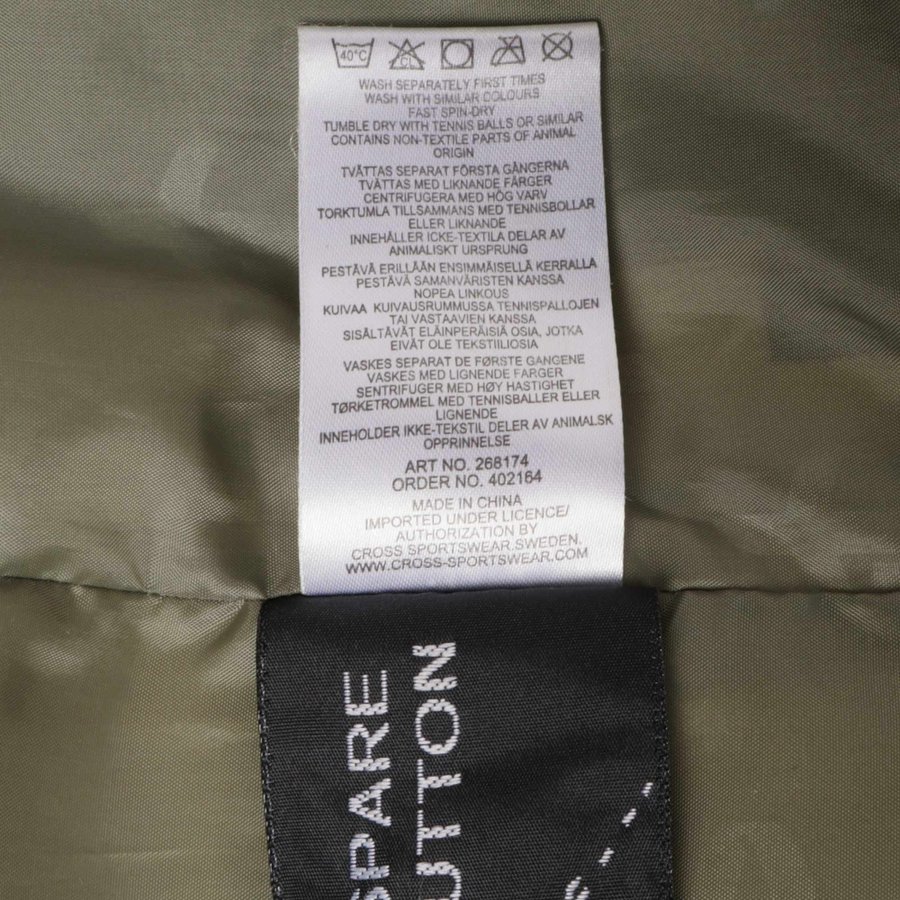 40°C
CL
WASH SEPARATELY FIRST TIMES
WASH WITH SIMILAR COLOURS
FAST SPIN-DRY
TUMBLE DRY WITH TENNIS BALLS OR SIMILAR
CONTAINS NON-TEXTILE PARTS OF ANIMAL
ORIGIN
TVÄTTAS SEPARAT FÖRSTA GÅNGERNA
TVÄTTAS MED LIKNANDE FÄRGER
CENTRIFUGERA MED HÖG VARV
TORKTUMLA TILLSAMMANS MED TENNISBOLLAR
ELLER LIKNANDE
INNEHÅLLER ICKE-TEXTILA DELAR AV
ANIMALISKT URSPRUNG
PESTÄVÄ ERILLÄÄN ENSIMMÄISELLÄ KERRALLA
PESTÄVÄ SAMANVÄRISTEN KANSSA
NOPEA LINKOUS
KUIVAA KUIVAUSRUMMUSSA TENNISPALLOJEN
TAI VASTAAVIEN KANSSA
SISÄLTÄVÄT ELÄINPERÄISIÄ OSIA, JOTKA
EIVÄT OLE TEKSTIILIOSIA
VASKES SEPARAT DE FØRSTE GANGENE
VASKES MED LIGNENDE FARGER
SENTRIFUGER MED HØY HASTIGHET
TØRKETROMMEL MED TENNISBALLER ELLER
LIGNENDE
INNEHOLDER IKKE-TEKSTIL DELER AV ANIMALSK
OPPRINNELSE
ART NO. 268174
ORDER NO. 402164
MADE IN CHINA
IMPORTED UNDER LICENCE/
AUTHORIZATION BY
CROSS SPORTSWEAR.SWEDEN.
WWW.CROSS-SPORTSWEAR.COM
SPARE
UTTON